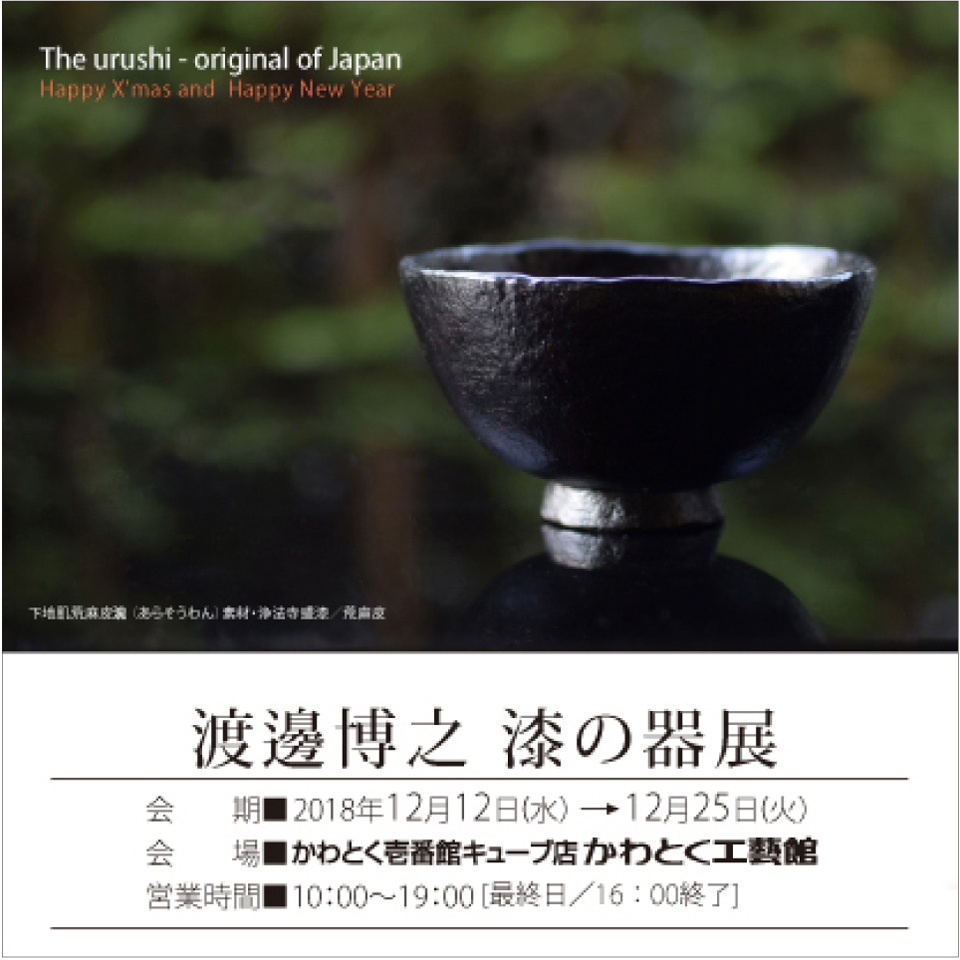 The urushi - original of Japan
Happy X'mas and Happy New Year
下地肌荒麻皮漆（あらそうわん）素材・浄法寺盛漆／荒麻皮
渡邊博之 漆の器展
会　　期■2018年12月12日(水）→12月25日(火）
会　　場■かわとく壱番館キューブ店 かわとく工藝館
営業時間■10：00～19：00［最終日／16：00終了］